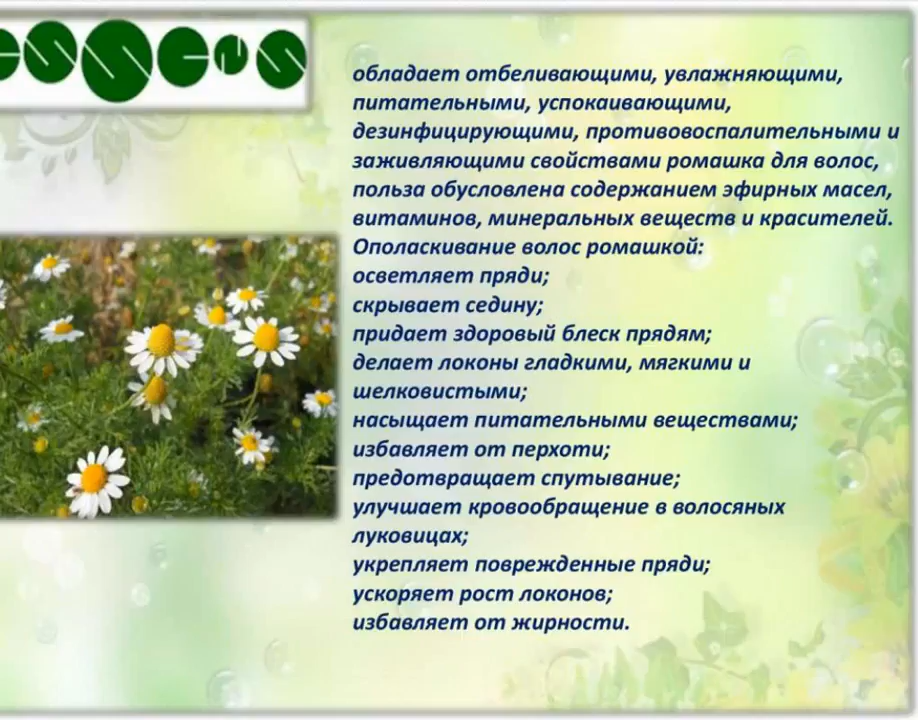 essens
обладает отбеливающими, увлажняющими,
питательными, успокаивающими,
дезинфицирующими, противовоспалительными и
заживляющими свойствами ромашка для волос,
польза обусловлена содержанием эфирных масел,
витаминов, минеральных веществ и красителей.
Ополаскивание волос ромашкой:
осветляет пряди;
скрывает седину;
придает здоровый блеск прядям;
делает локоны гладкими, мягкими и
шелковистыми;
насыщает питательными веществами;
избавляет от перхоти;
предотвращает спутывание;
улучшает кровообращение в волосяных
луковицах;
укрепляет поврежденные пряди;
ускоряет рост локонов;
избавляет от жирности.